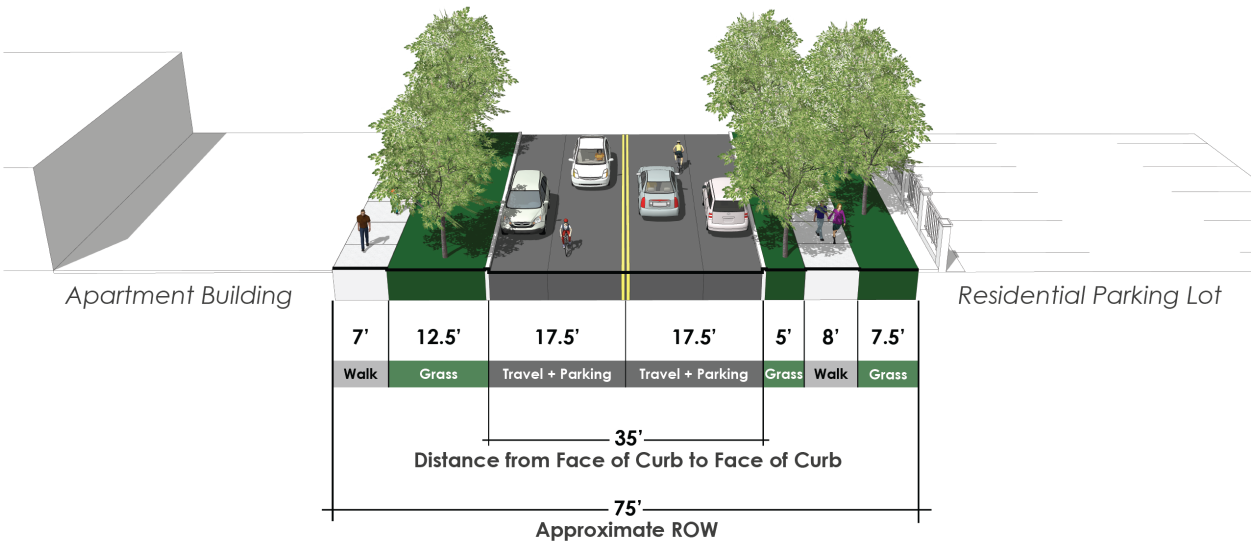 Apartment Building
Residential Parking Lot
7’ 12.5’ 17.5’ 17.5’ 5’ 8’ 7.5’
Walk Grass Travel + Parking Travel + Parking Grass Walk Grass
35’
Distance from Face of Curb to Face of Curb
75’
Approximate ROW